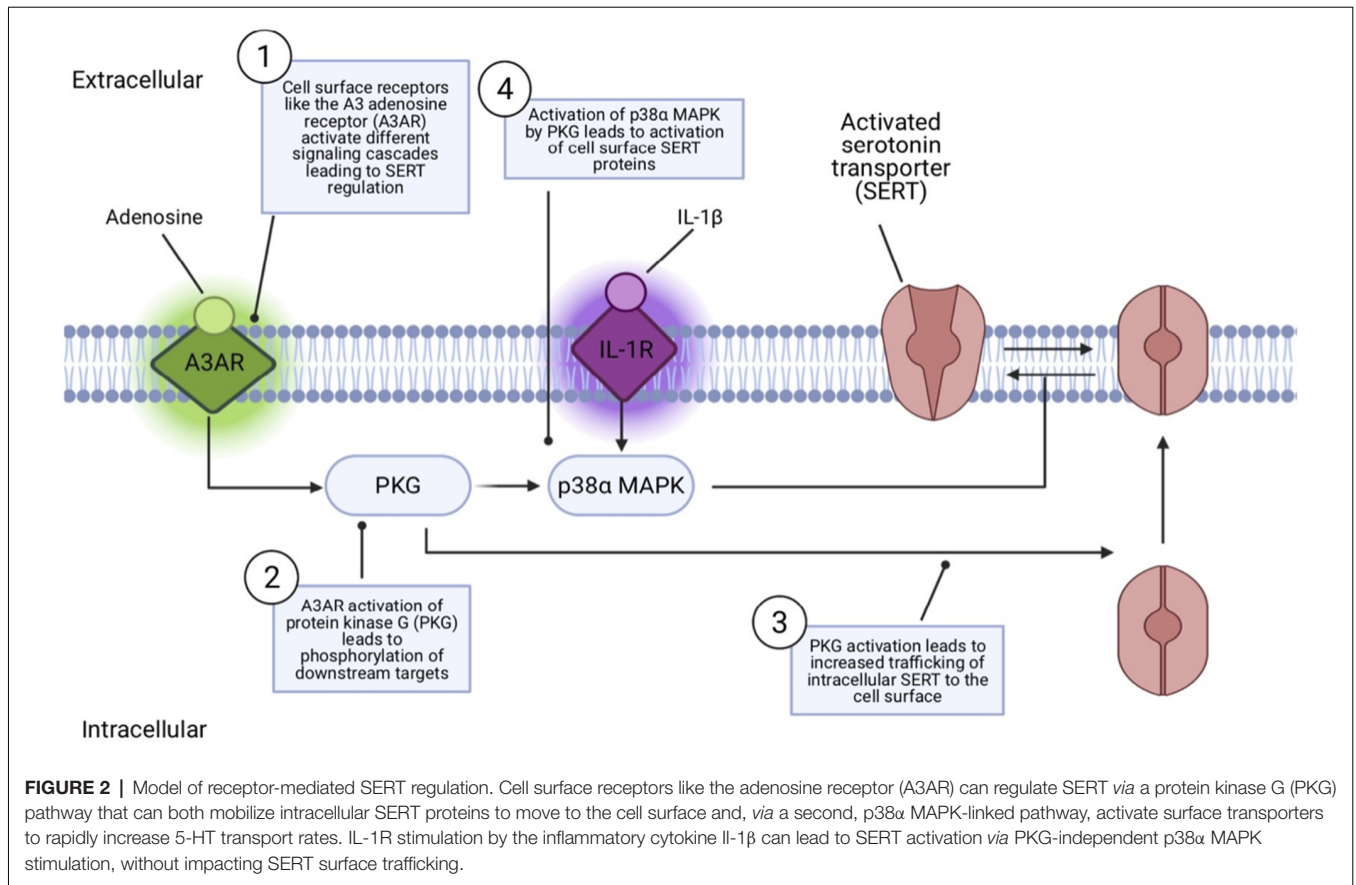 Extracellular
1
Cell surface receptors
like the A3 adenosine
receptor (A3AR)
activate different
signaling cascades
leading to SERT
regulation
4
Activation of p38α MAPK
by PKG leads to activation
of cell surface SERT
proteins
Activated
serotonin
transporter
(SERT)
Adenosine
IL-1β
A3AR
IL-1R
PKG
p38α MAPK
2
A3AR activation of
protein kinase G (PKG)
leads to
phosphorylation of
downstream targets
3
PKG activation leads to
increased trafficking of
intracellular SERT to the
cell surface
Intracellular
FIGURE 2 | Model of receptor-mediated SERT regulation. Cell surface receptors like the adenosine receptor (A3AR) can regulate SERT via a protein kinase G (PKG)
pathway that can both mobilize intracellular SERT proteins to move to the cell surface and, via a second, p38α MAPK-linked pathway, activate surface transporters
to rapidly increase 5-HT transport rates. IL-1R stimulation by the inflammatory cytokine Il-1β can lead to SERT activation via PKG-independent p38α MAPK
stimulation, without impacting SERT surface trafficking.